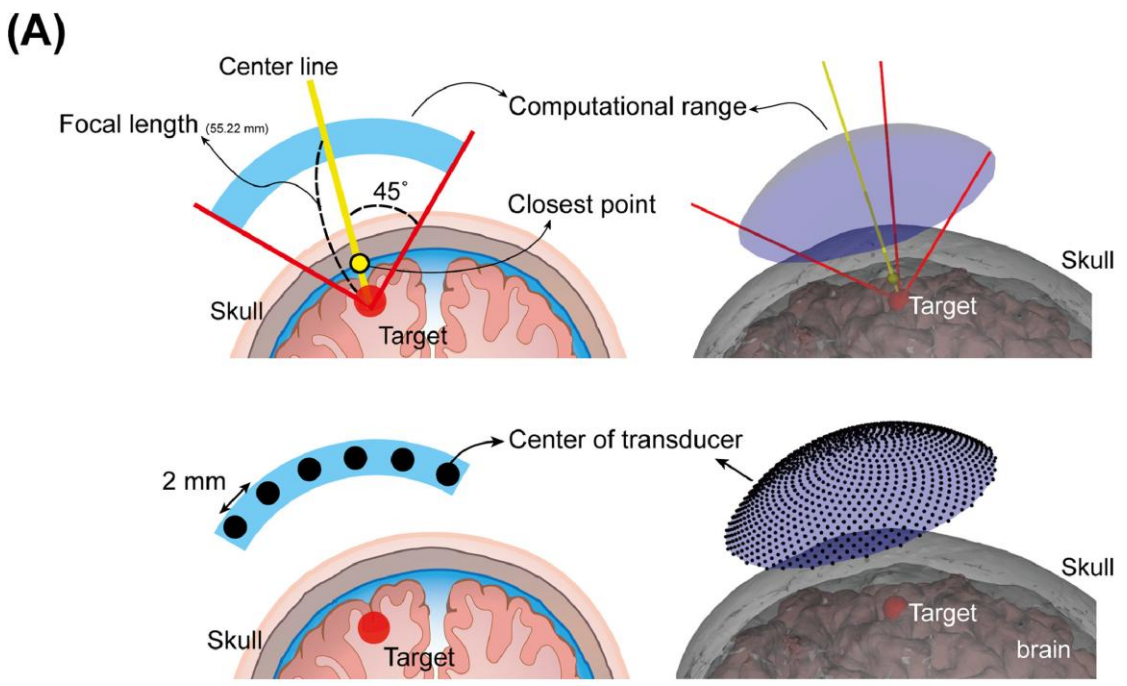 (A)
Center line
Focal length (55.22 mm)
Computational range
45°
Closest point
Skull
Target
Skull
Target
Center of transducer
2 mm
Skull
Target
Skull
Target
brain